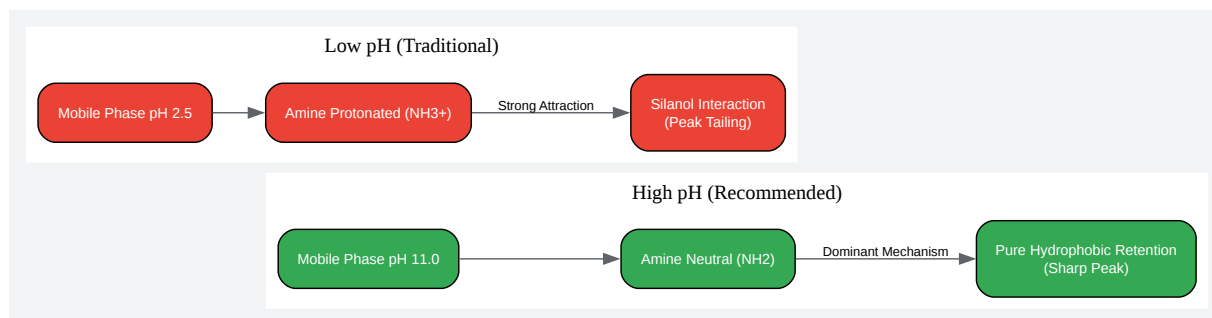 Low pH (Traditional)
Mobile Phase pH 2.5
Amine Protonated (NH3+)
Strong Attraction
Silanol Interaction
(Peak Tailing)
High pH (Recommended)
Mobile Phase pH 11.0
Amine Neutral (NH2)
Dominant Mechanism
Pure Hydrophobic Retention
(Sharp Peak)